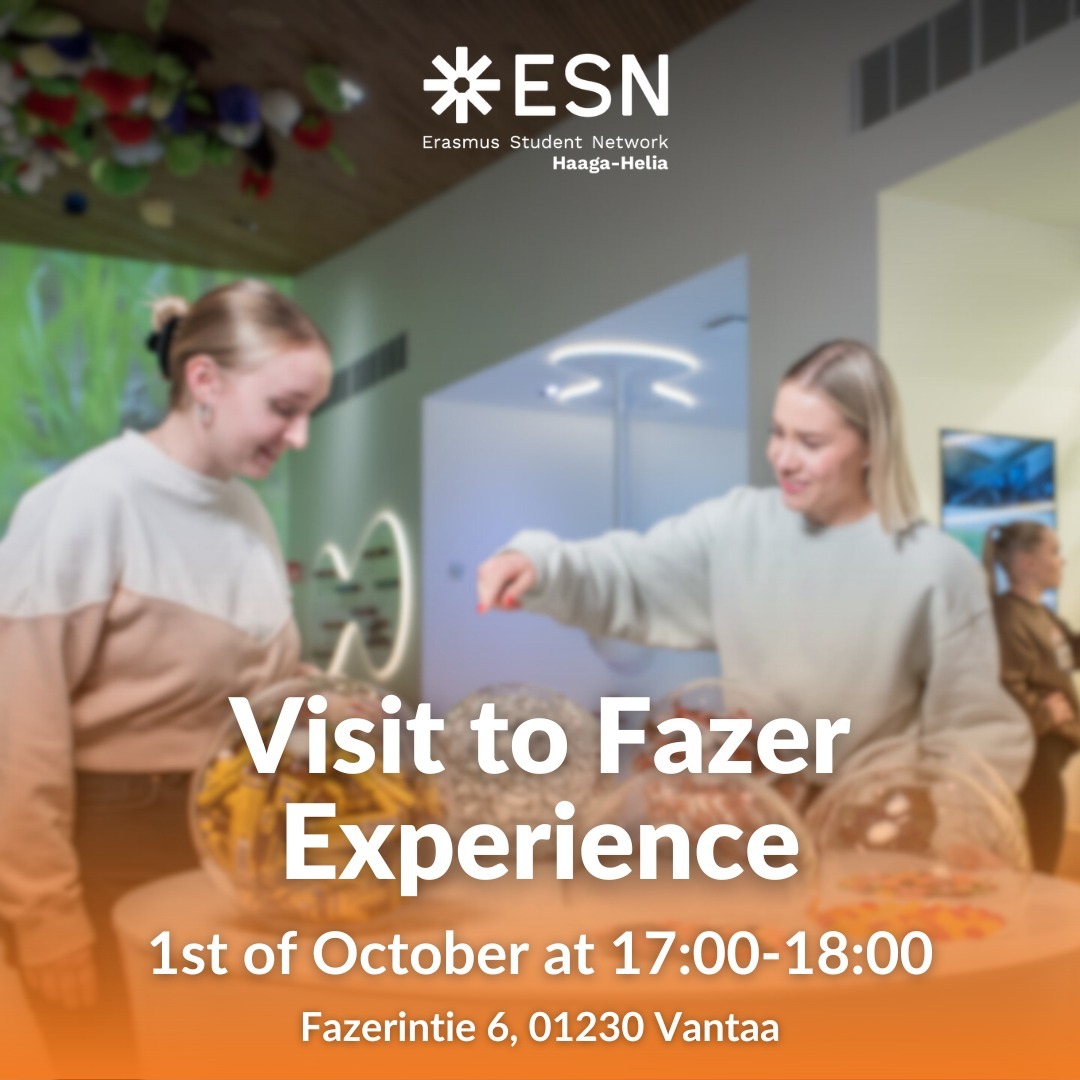 ESN
Erasmus Student Network
Haaga-Helia
Visit to Fazer
Experience
1st of October at 17:00-18:00
Fazerintie 6, 01230 Vantaa